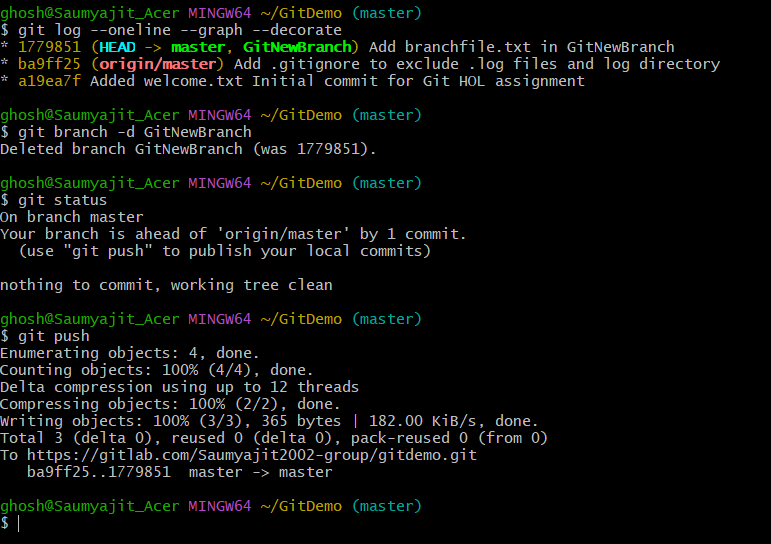 ghosh@Saumyajit_Acer MINGW64 ~/GitDemo (master)
$ git log --oneline --graph --decorate
* 1779851 (HEAD -> master, GitNewBranch) Add branchfile.txt in GitNewBranch
* ba9ff25 (origin/master) Add .gitignore to exclude .log files and log directory
* a19ea7f Added welcome.txt Initial commit for Git HOL assignment

ghosh@Saumyajit_Acer MINGW64 ~/GitDemo (master)
$ git branch -d GitNewBranch
Deleted branch GitNewBranch (was 1779851).

ghosh@Saumyajit_Acer MINGW64 ~/GitDemo (master)
$ git status
On branch master
Your branch is ahead of 'origin/master' by 1 commit.
  (use "git push" to publish your local commits)

nothing to commit, working tree clean

ghosh@Saumyajit_Acer MINGW64 ~/GitDemo (master)
$ git push
Enumerating objects: 4, done.
Counting objects: 100% (4/4), done.
Delta compression using up to 12 threads
Compressing objects: 100% (2/2), done.
Writing objects: 100% (3/3), 365 bytes | 182.00 KiB/s, done.
Total 3 (delta 0), reused 0 (delta 0), pack-reused 0 (from 0)
To https://gitlab.com/Saumyajit2002-group/gitdemo.git
   ba9ff25..1779851  master -> master

ghosh@Saumyajit_Acer MINGW64 ~/GitDemo (master)
$